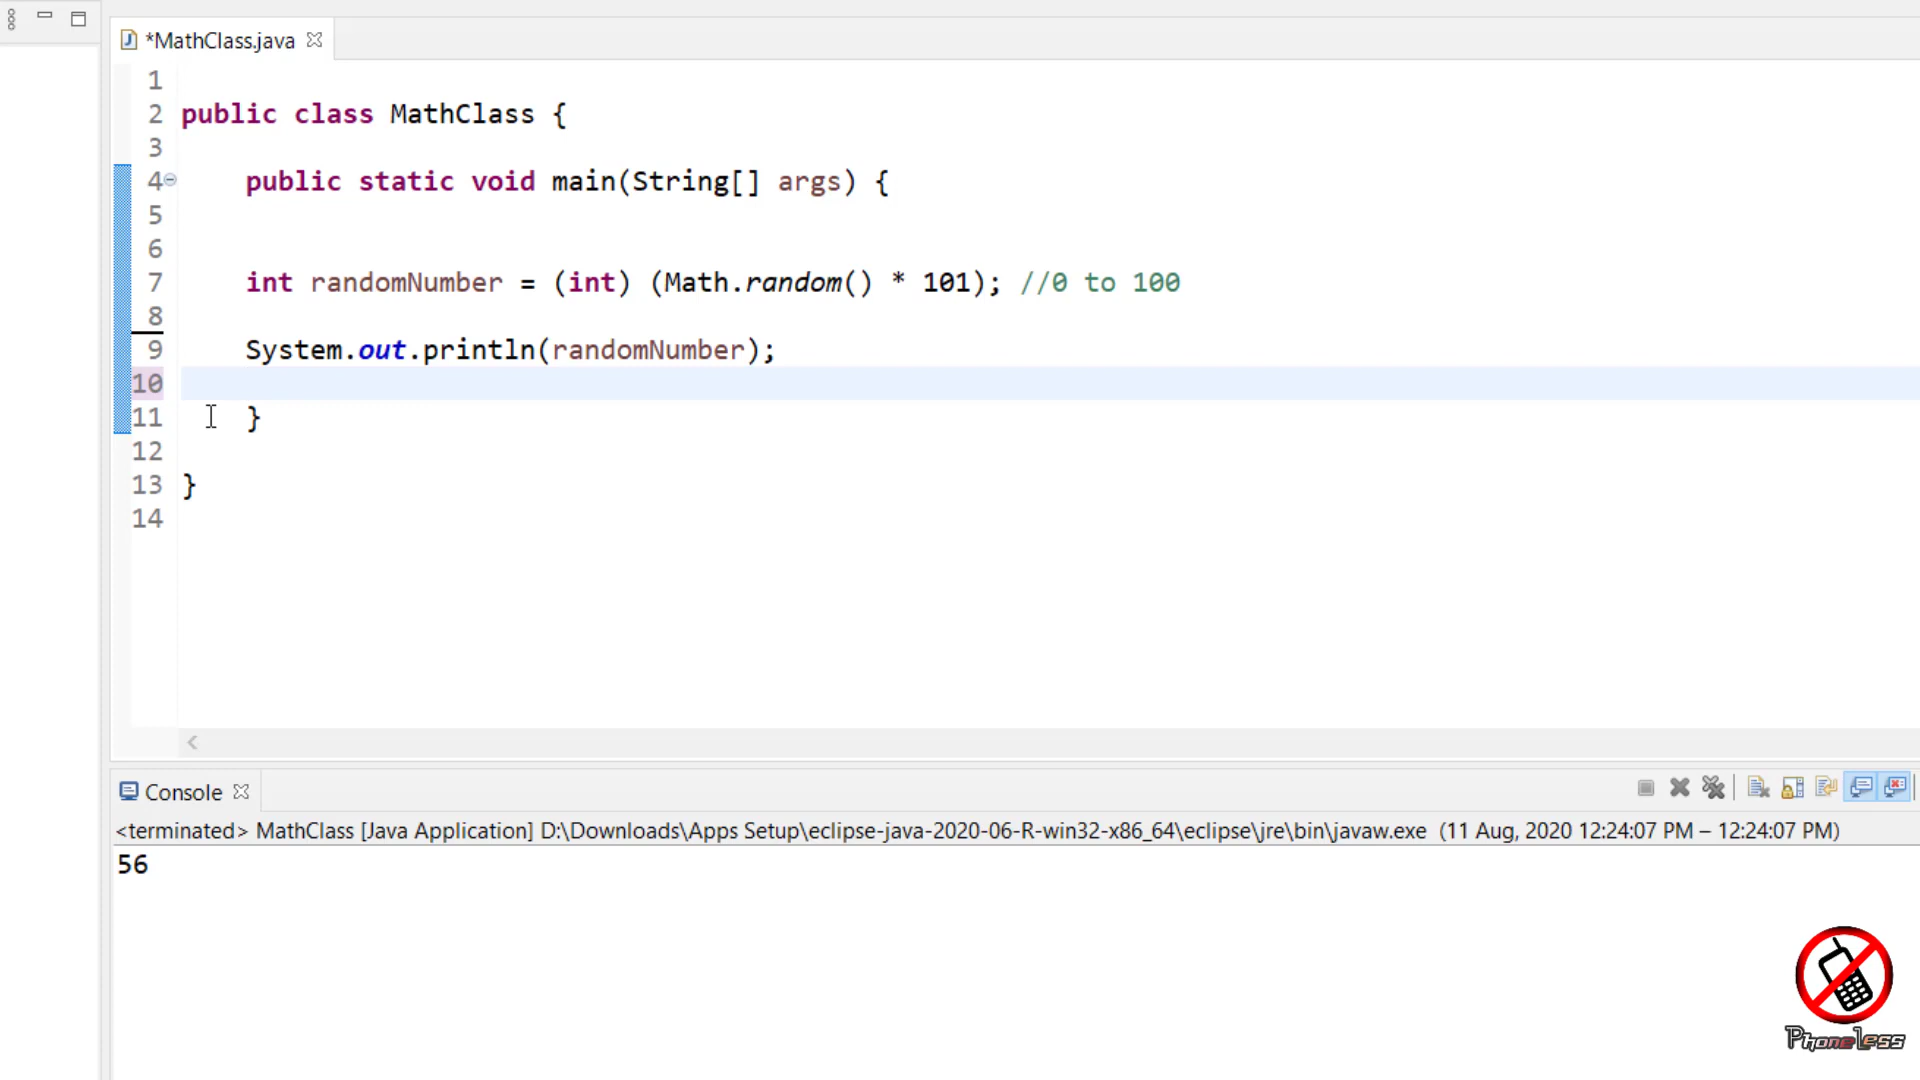 *MathClass.java
1
2 public class MathClass {
3
4 public static void main(String[] args) {
5
6
7 int randomNumber = (int) (Math.random() * 101); //0 to 100
8
9 System.out.println(randomNumber);
10
11 }
12
13 }
14
Console
<terminated> MathClass [Java Application] D:\Downloads\Apps Setup\eclipse-java-2020-06-R-win32-x86_64\eclipse\jre\bin\javaw.exe (11 Aug, 2020 12:24:07 PM – 12:24:07 PM)
56
Phoneless